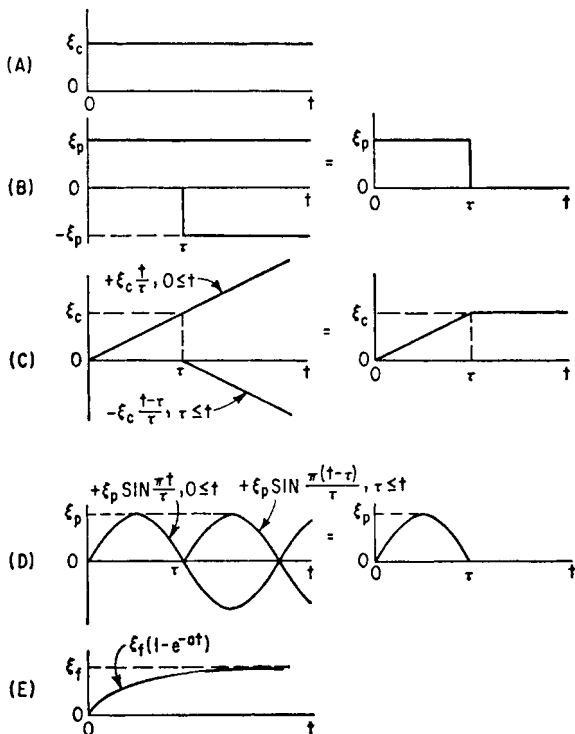 ξc
(A)
0
0 t
ξp ξp
=
(B) 0 t 0
τ 0 τ t
-ξp
τ
+ξc t/τ, 0≤t
ξc = ξc
(C) 0 0
τ t 0 τ t
-ξc (t-τ)/τ, τ≤t
+ξp SIN πt/τ, 0≤t +ξp SIN π(t-τ)/τ, τ≤t
ξp = ξp
(D) 0 τ t 0
0 τ t
ξf(1-e^-at)
ξf
(E)
0
0 t